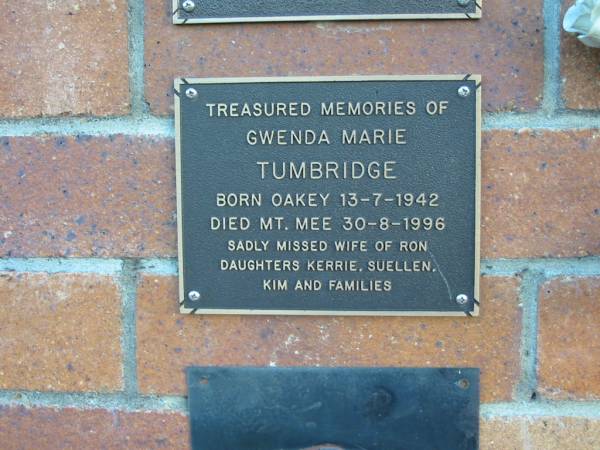 TREASURED MEMORIES OF
GWENDA MARIE
TUMBRIDGE
BORN OAKEY 13-7-1942
DIED MT. MEE 30-8-1996
SADLY MISSED WIFE OF RON
DAUGHTERS KERRIE, SUELLEN,
KIM AND FAMILIES